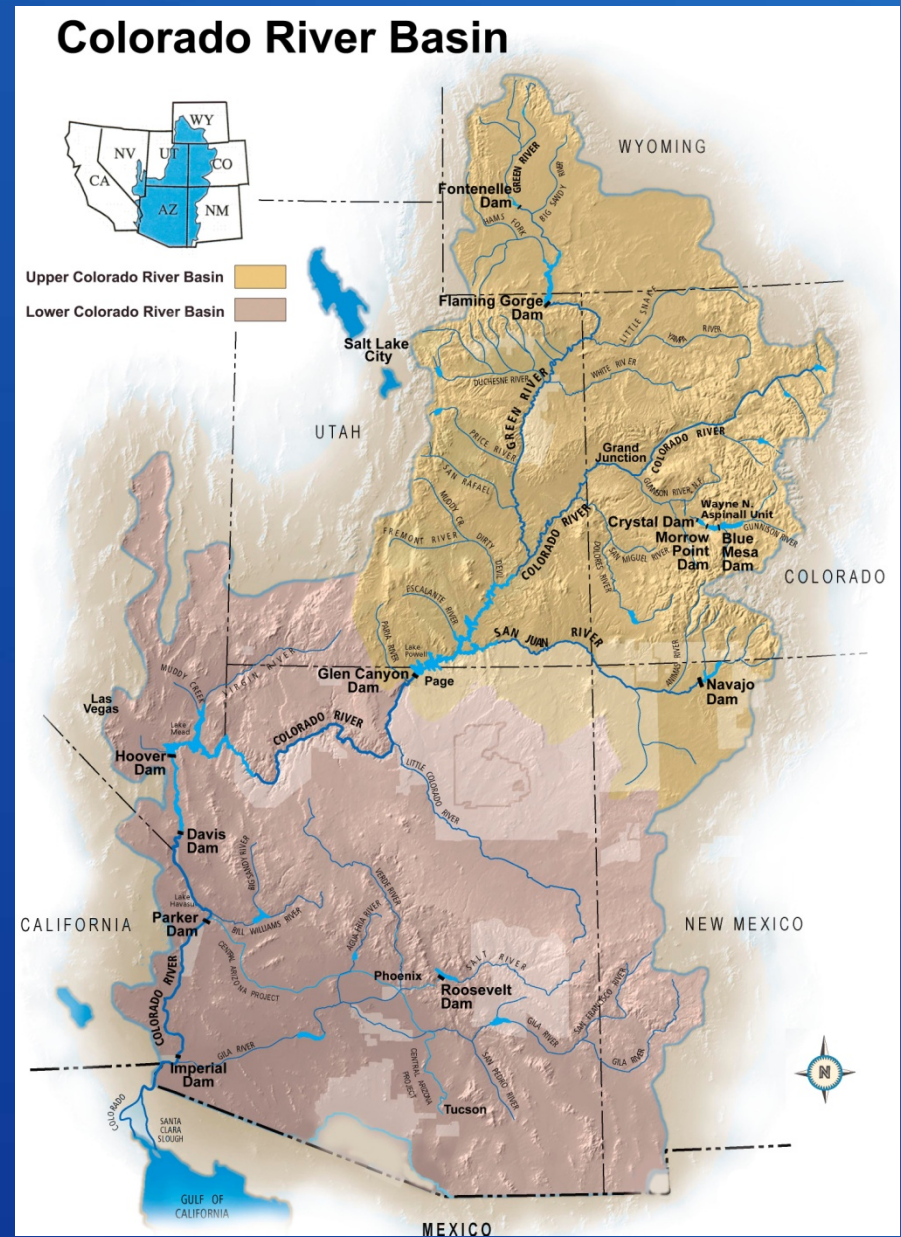 Colorado River Basin
WY
NV
UT
CO
CA
AZ
NM
Upper Colorado River Basin
Lower Colorado River Basin
WYOMING
GREEN RIVER
Fontenelle
Dam
BIG SANDY RIVER
HAMS FORK
Flaming Gorge
Dam
LITTLE SNAKE
YAMPA RIVER
Salt Lake
City
WHITE RIVER
DUCHESNE RIVER
GREEN RIVER
UTAH
PRICE RIVER
Grand
Junction
COLORADO RIVER
SAN RAFAEL
GUNNISON RIVER, N.F.
MUDDY CR.
Wayne N.
Aspinall Unit
Crystal Dam
GUNNISON RIVER
Morrow
Point
Dam
Blue
Mesa
Dam
FREMONT RIVER
DIRTY
DEVIL
COLORADO RIVER
SAN MIGUEL RIVER
DOLORES RIVER
COLORADO
ESCALANTE
RIVER
PARIA RIVER
SAN JUAN RIVER
Lake
Powell
ANIMAS RIVER
Glen Canyon
Dam
Page
Navajo
Dam
VIRGIN RIVER
MUDDY CREEK
Las
Vegas
Lake
Mead
COLORADO RIVER
Hoover
Dam
LITTLE COLORADO
RIVER
Davis
Dam
BIG SANDY RIVER
VERDE RIVER
Lake
Havasu
AGUA FRIA RIVER
CALIFORNIA
Parker
Dam
BILL WILLIAMS RIVER
NEW MEXICO
CENTRAL
ARIZONA PROJECT
COLORADO RIVER
Phoenix
SALT RIVER
Roosevelt
Dam
SAN FRANCISCO RIVER
GILA RIVER
GILA RIVER
GILA RIVER
Imperial
Dam
SAN PEDRO RIVER
CENTRAL ARIZONA
PROJECT
N
Tucson
COLORADO
SANTA
CLARA
SLOUGH
GULF OF
CALIFORNIA
MEXICO